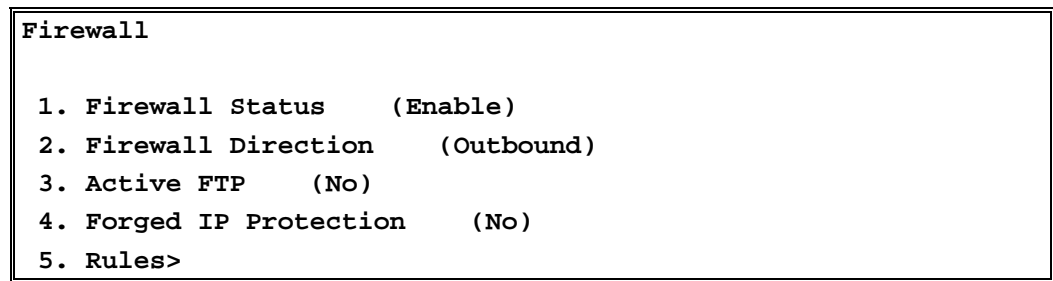 Firewall
1. Firewall Status (Enable)
2. Firewall Direction (Outbound)
3. Active FTP (No)
4. Forged IP Protection (No)
5. Rules>